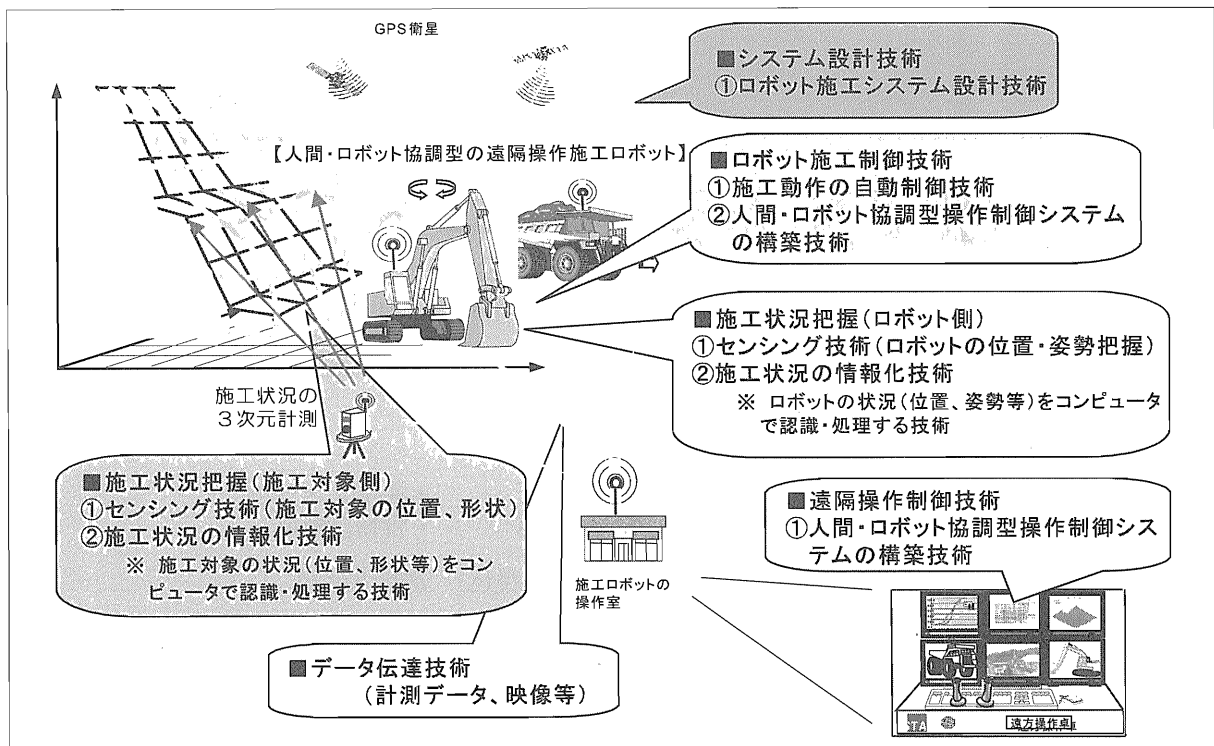 GPS衛星
■システム設計技術
①ロボット施工システム設計技術
【人間・ロボット協調型の遠隔操作施工ロボット】
■ロボット施工制御技術
①施工動作の自動制御技術
②人間・ロボット協調型操作制御システム
の構築技術
■施工状況把握(ロボット側)
①センシング技術(ロボットの位置・姿勢把握)
②施工状況の情報化技術
※ ロボットの状況(位置、姿勢等)をコンピュータ
で認識・処理する技術
施工状況の
3次元計測
■施工状況把握(施工対象側)
①センシング技術(施工対象の位置、形状)
②施工状況の情報化技術
※ 施工対象の状況(位置、形状等)をコン
ピュータで認識・処理する技術
施工ロボットの
操作室
■遠隔操作制御技術
①人間・ロボット協調型操作制御シス
テムの構築技術
■データ伝達技術
(計測データ、映像等)
遠方操作卓